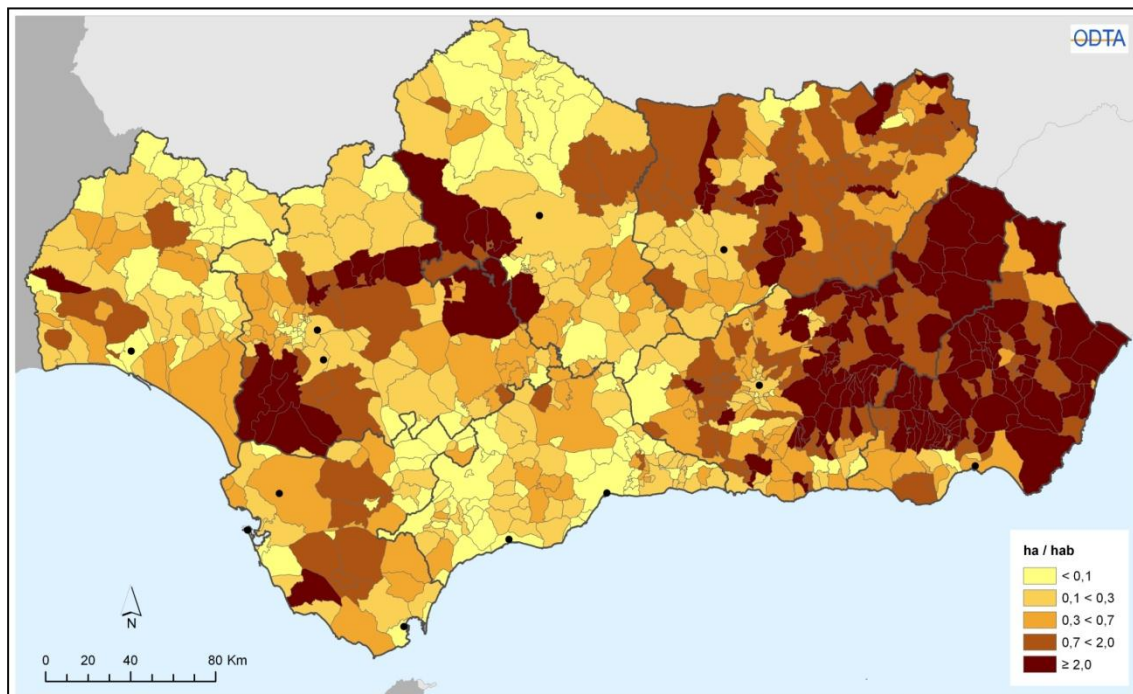 ODTA
ha / hab
< 0,1
0,1 < 0,3
0,3 < 0,7
0,7 < 2,0
≥ 2,0
N
0 20 40 80 Km